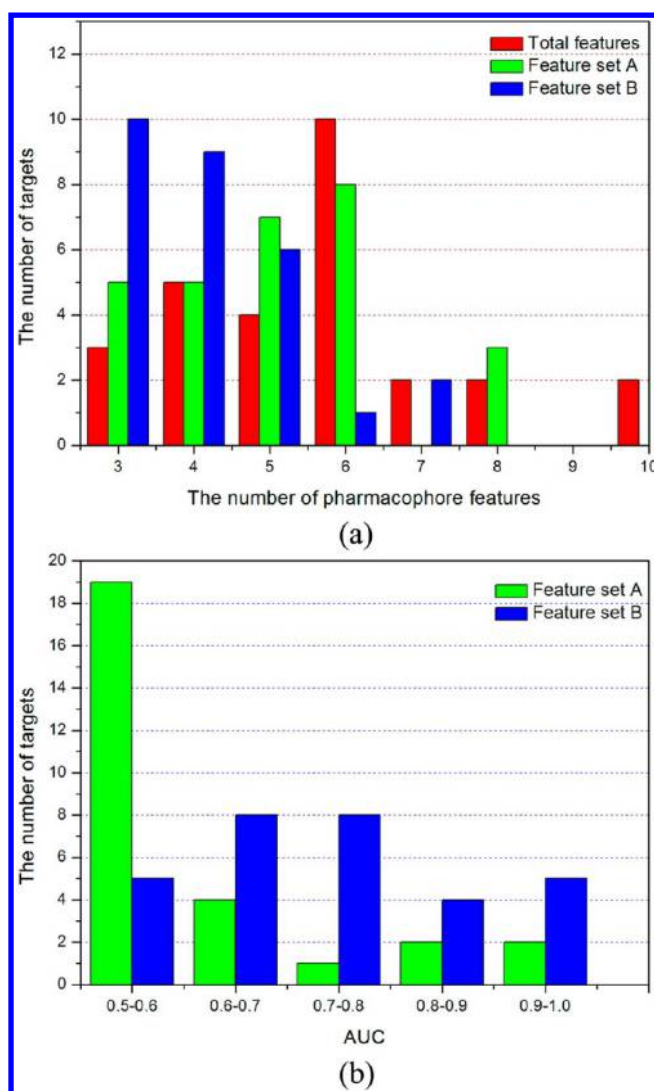 Total features
Feature set A
Feature set B
12
10
8
6
4
2
0
The number of targets
3 4 5 6 7 8 9 10
The number of pharmacophore features
(a)
Feature set A
Feature set B
20
18
16
14
12
10
8
6
4
2
0
The number of targets
0.5-0.6 0.6-0.7 0.7-0.8 0.8-0.9 0.9-1.0
AUC
(b)